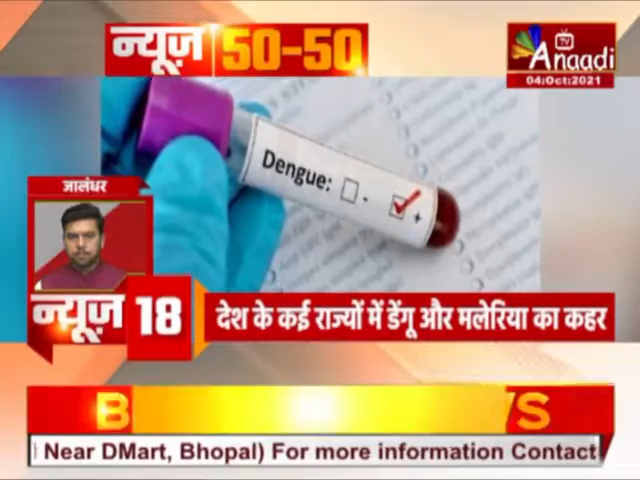 न्यूज़ 50-50
TV
Anaadi
04:Oct:2021
Dengue: - +
जालंधर
न्यूज़ 18
देश के कई राज्यों में डेंगू और मलेरिया का कहर
Near DMart, Bhopal) For more information Contact